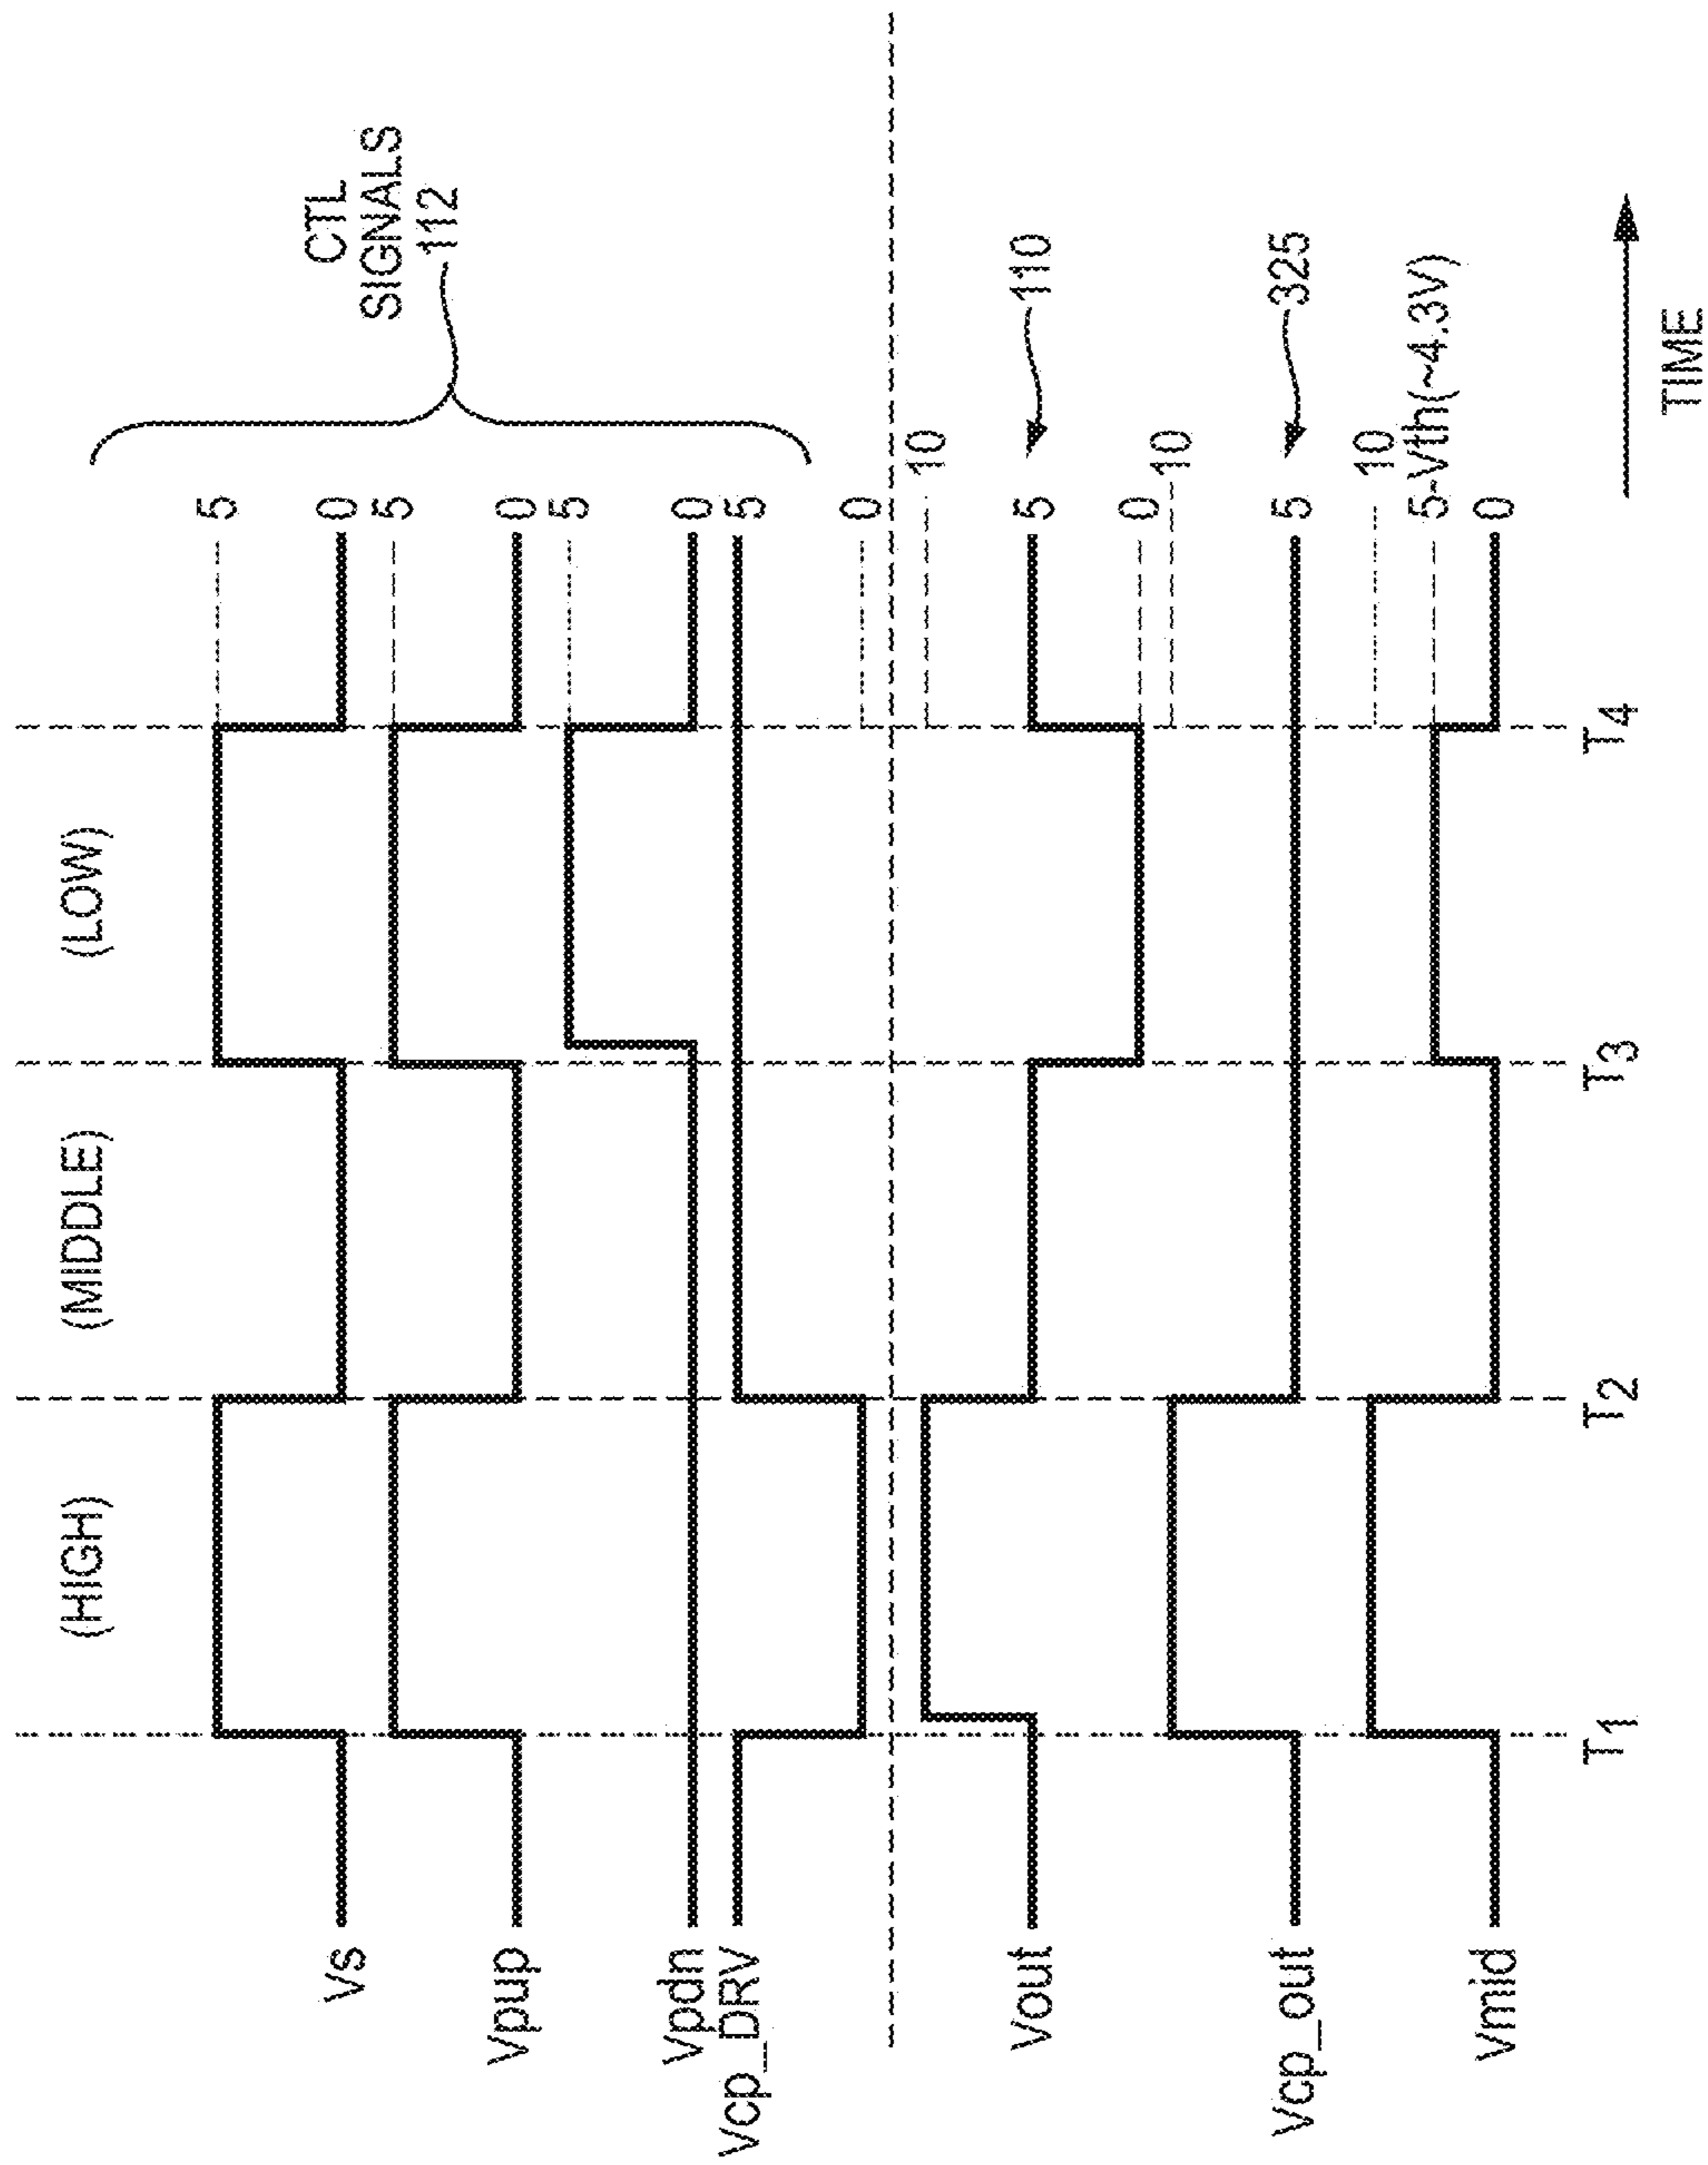 (HIGH)
(MIDDLE)
(LOW)
CTL
SIGNALS
112
Vs
5
0
Vpup
5
0
Vpdn
5
0
Vcp_DRV
5
0
Vout
10
5
0
110
Vcp_out
10
5
325
Vmid
10
5-Vth(~4.3V)
0
T1
T2
T3
T4
TIME